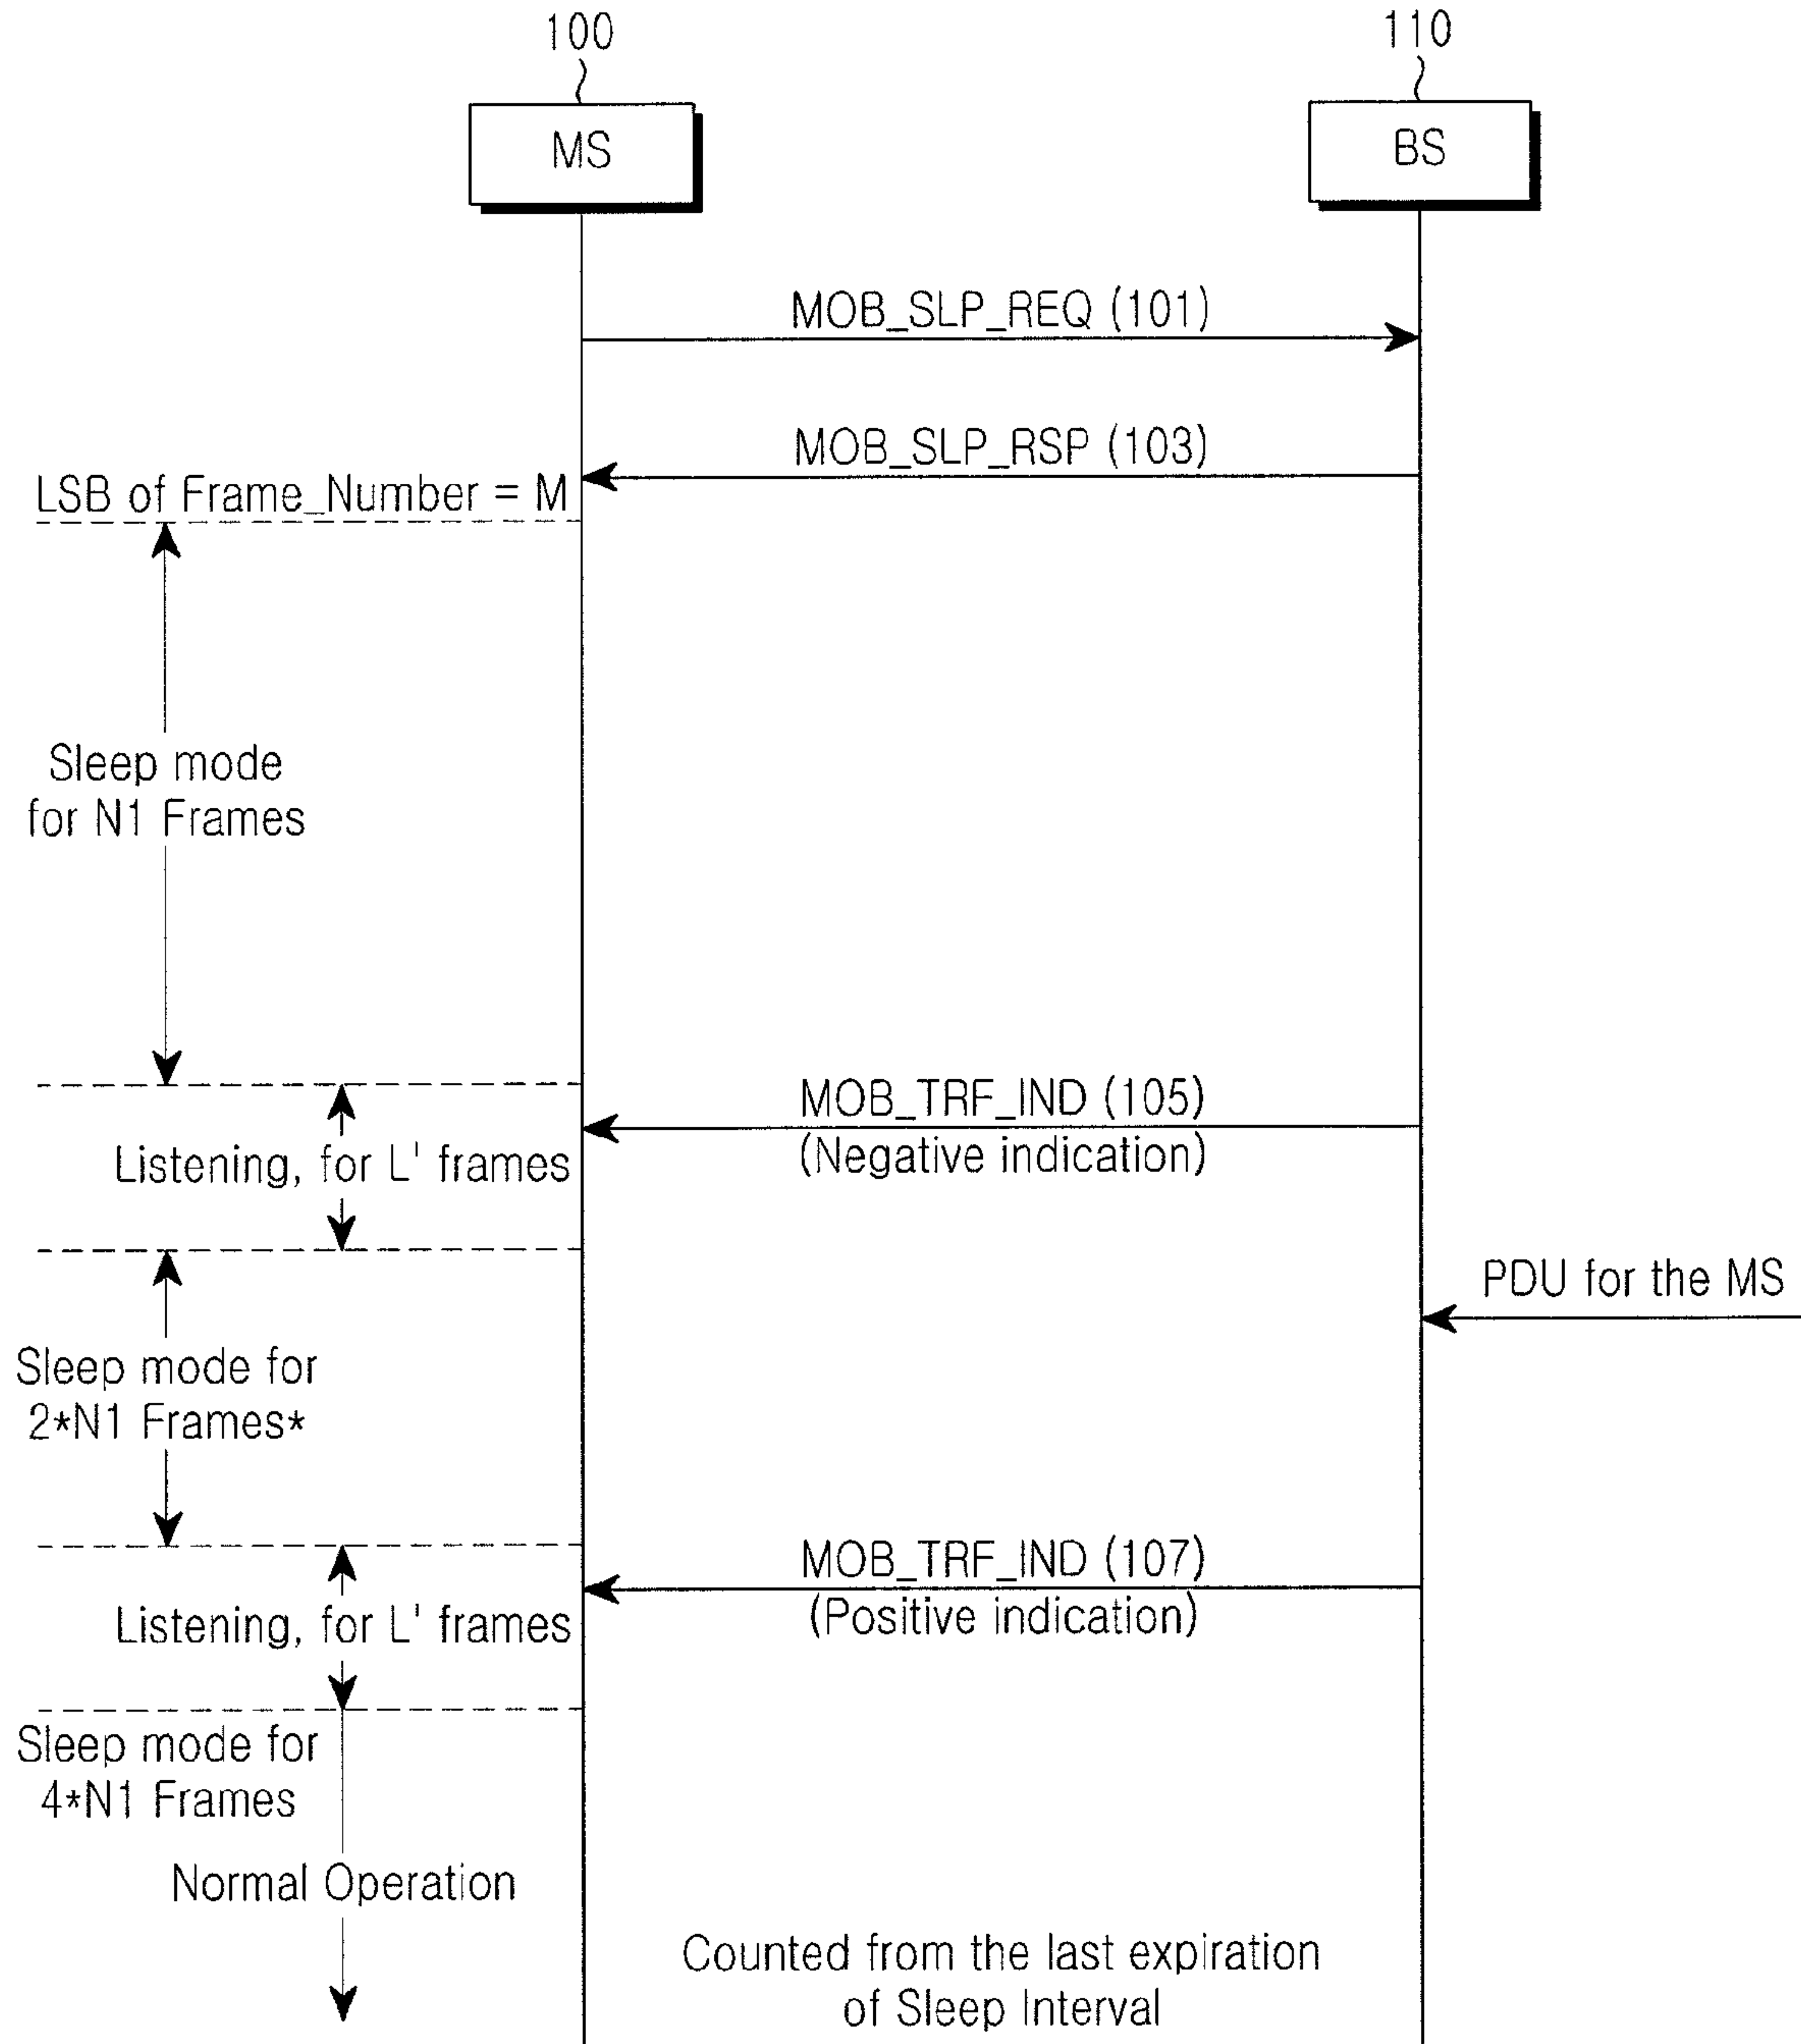 100
110
MS
BS
MOB_SLP_REQ (101)
MOB_SLP_RSP (103)
LSB of Frame_Number = M
Sleep mode
for N1 Frames
MOB_TRF_IND (105)
(Negative indication)
Listening, for L' frames
PDU for the MS
Sleep mode for
2*N1 Frames*
MOB_TRF_IND (107)
(Positive indication)
Listening, for L' frames
Sleep mode for
4*N1 Frames
Normal Operation
Counted from the last expiration
of Sleep Interval